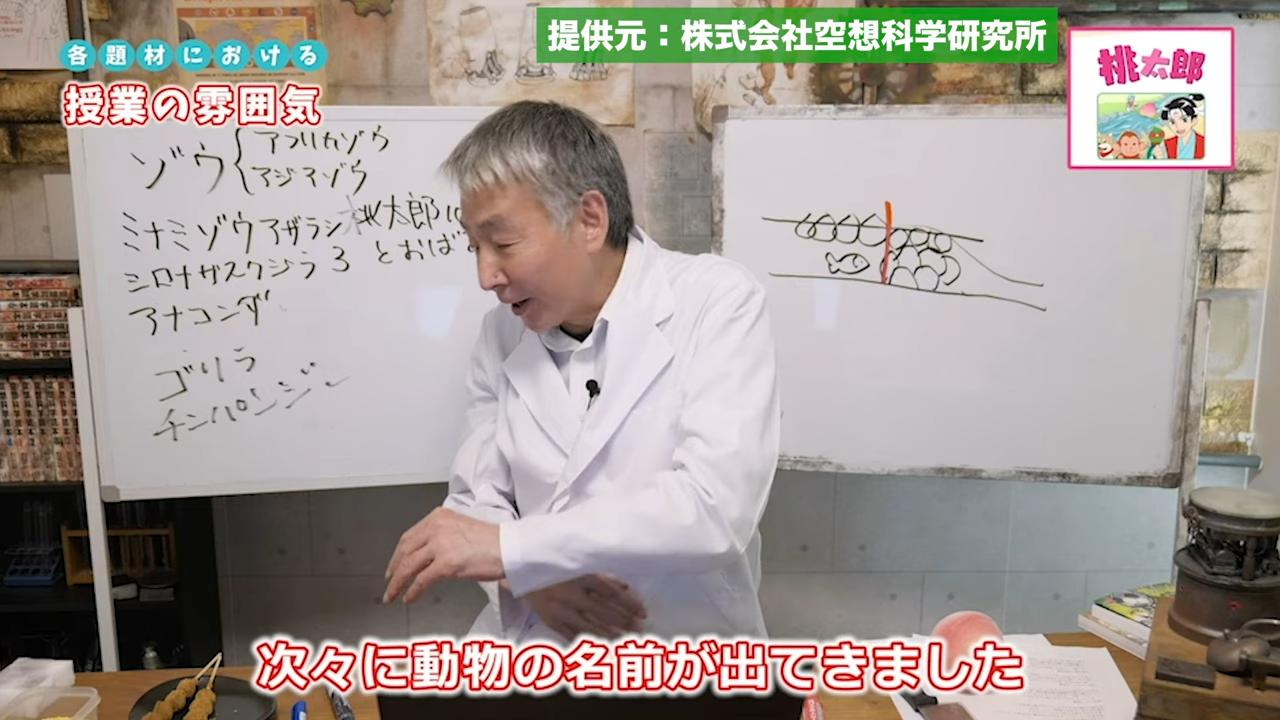 提供元：株式会社空想科学研究所
各題材における
授業の雰囲気
桃太郎
ゾウ
アフリカゾウ
アジアゾウ
ミナミゾウアザラシ
桃太郎
シロナガスクジラ 3
とおば
アナコンダ
ゴリラ
チンパンジー
次々に動物の名前が出てきました